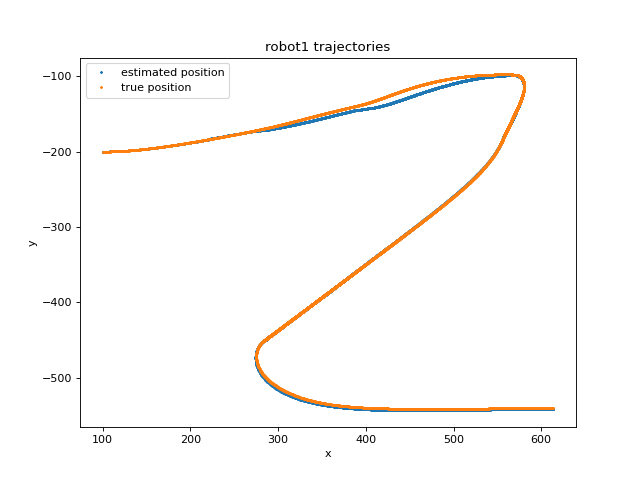 robot1 trajectories
estimated position
true position
−100
−200
−300
−400
−500
y
100
200
300
400
500
600
x